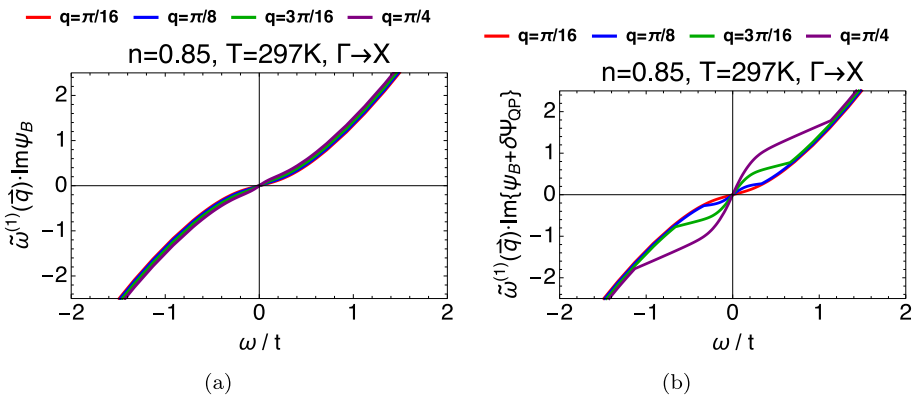 q=π/16 q=π/8 q=3π/16 q=π/4
n=0.85, T=297K, Γ→X
ω̃⁽¹⁾(q⃗)·Imψ_B
2
1
0
-1
-2
-2 -1 0 1 2
ω / t
(a)
q=π/16 q=π/8 q=3π/16 q=π/4
n=0.85, T=297K, Γ→X
ω̃⁽¹⁾(q⃗)·Im{ψ_B+δΨ_QP}
2
1
0
-1
-2
-2 -1 0 1 2
ω / t
(b)